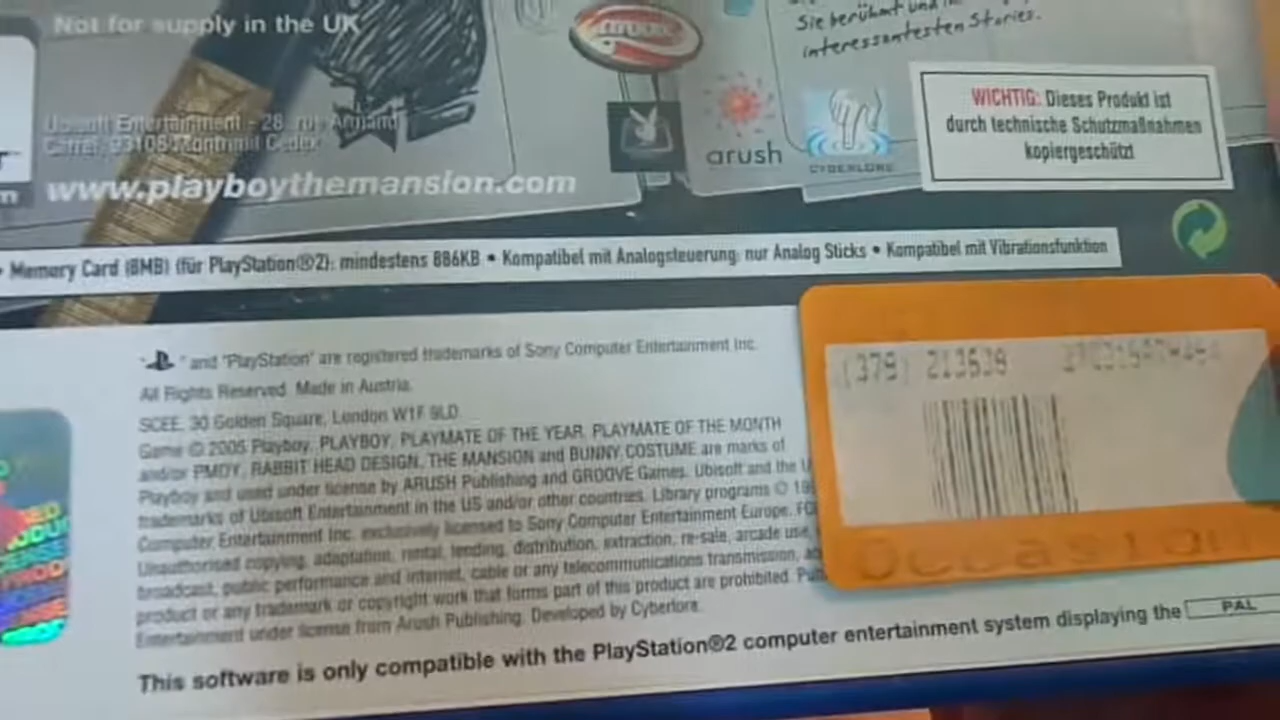 Not for supply in the UK
Sie berühmt und
interessantesten Stories.
Ubisoft Entertainment - 28, rue Armand
93108 Montreuil Cedex
www.playboythemansion.com
arush
CYBERLORE
WICHTIG: Dieses Produkt ist
durch technische Schutzmaßnahmen
kopiergeschützt
• Memory Card (8MB) (für PlayStation®2): mindestens 886KB • Kompatibel mit Analogsteuerung: nur Analog Sticks • Kompatibel mit Vibrationsfunktion
" " and "PlayStation" are registered trademarks of Sony Computer Entertainment Inc.
All Rights Reserved. Made in Austria.
SCEE, 30 Golden Square, London W1F 9LD
Game © 2005 Playboy. PLAYBOY, PLAYMATE OF THE YEAR, PLAYMATE OF THE MONTH
and/or PMOY, RABBIT HEAD DESIGN, THE MANSION and BUNNY COSTUME are marks of
Playboy and used under license by ARUSH Publishing and GROOVE Games. Ubisoft and the
trademarks of Ubisoft Entertainment in the US and/or other countries. Library programs ©
Computer Entertainment Inc. exclusively licensed to Sony Computer Entertainment Europe.
Unauthorised copying, adaptation, rental, lending, distribution, extraction, re-sale, arcade use,
broadcast, public performance and internet, cable or any telecommunications transmission,
product or any trademark or copyright work that forms part of this product are prohibited.
Entertainment under license from Arush Publishing. Developed by Cyberlore.
This software is only compatible with the PlayStation®2 computer entertainment system displaying the PAL
(379) 213539
Occasion